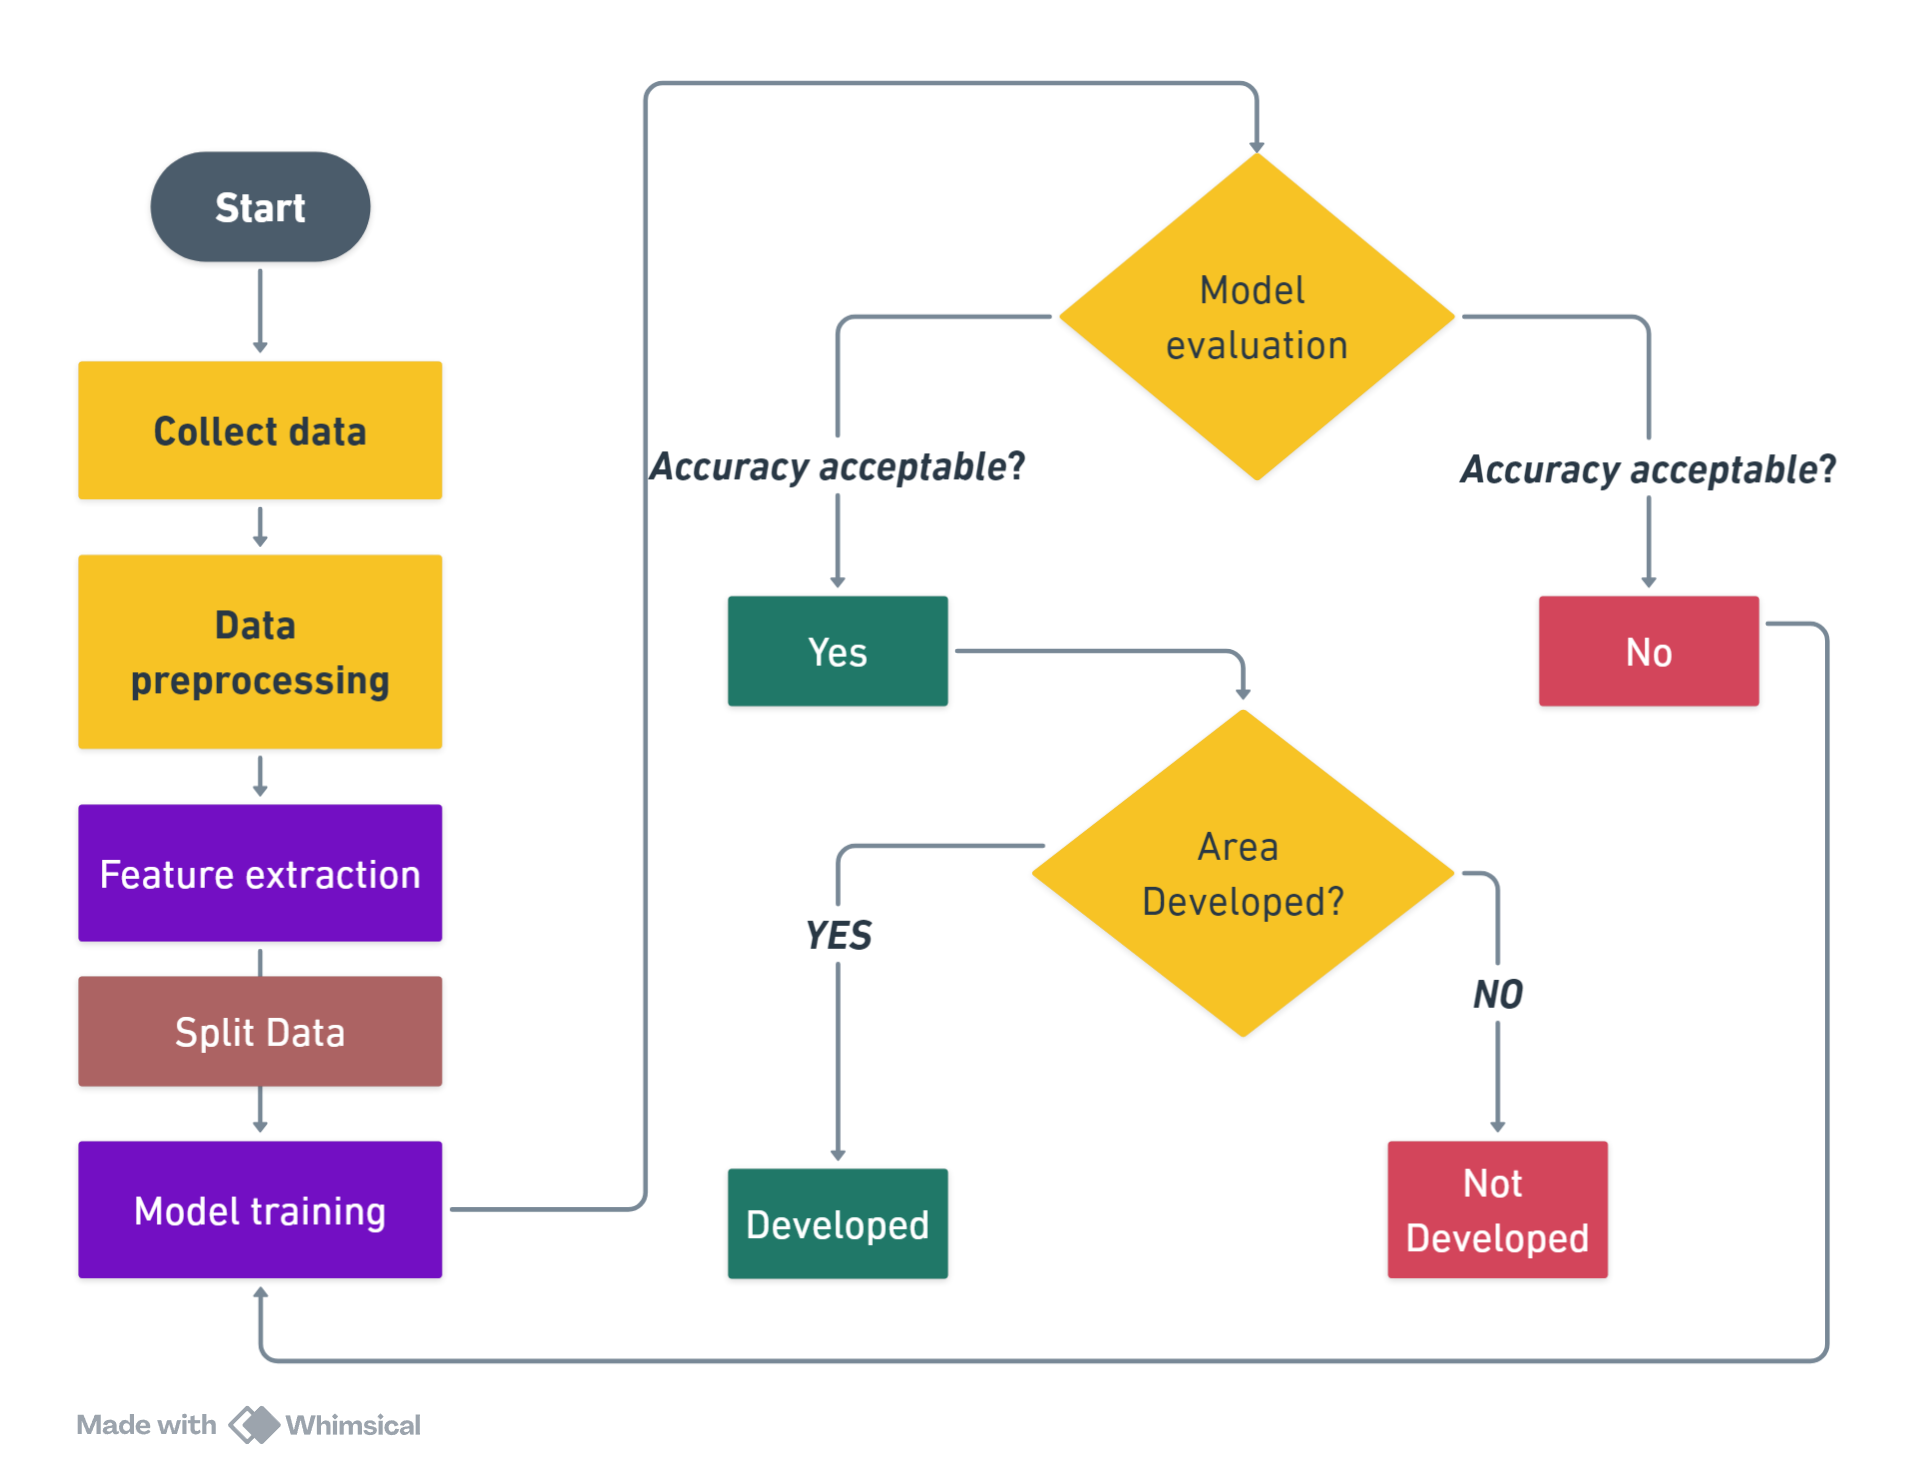 Start
Collect data
Data
preprocessing
Feature extraction
Split Data
Model training
Model
evaluation
Accuracy acceptable?
Accuracy acceptable?
Yes
No
Area
Developed?
YES
NO
Developed
Not
Developed
Made with Whimsical